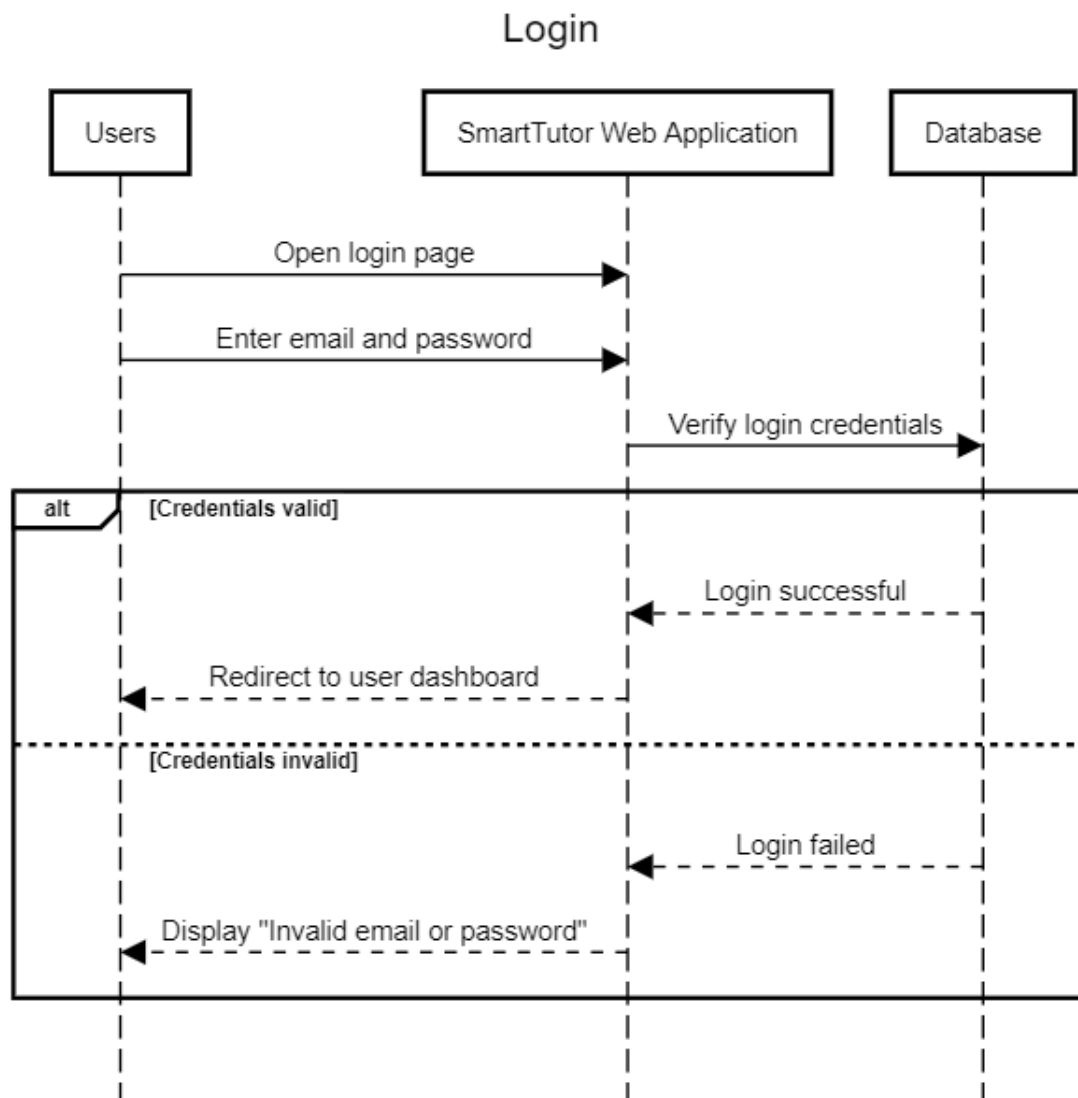 Login
Users
SmartTutor Web Application
Database
Open login page
Enter email and password
Verify login credentials
alt
[Credentials valid]
Login successful
Redirect to user dashboard
[Credentials invalid]
Login failed
Display "Invalid email or password"